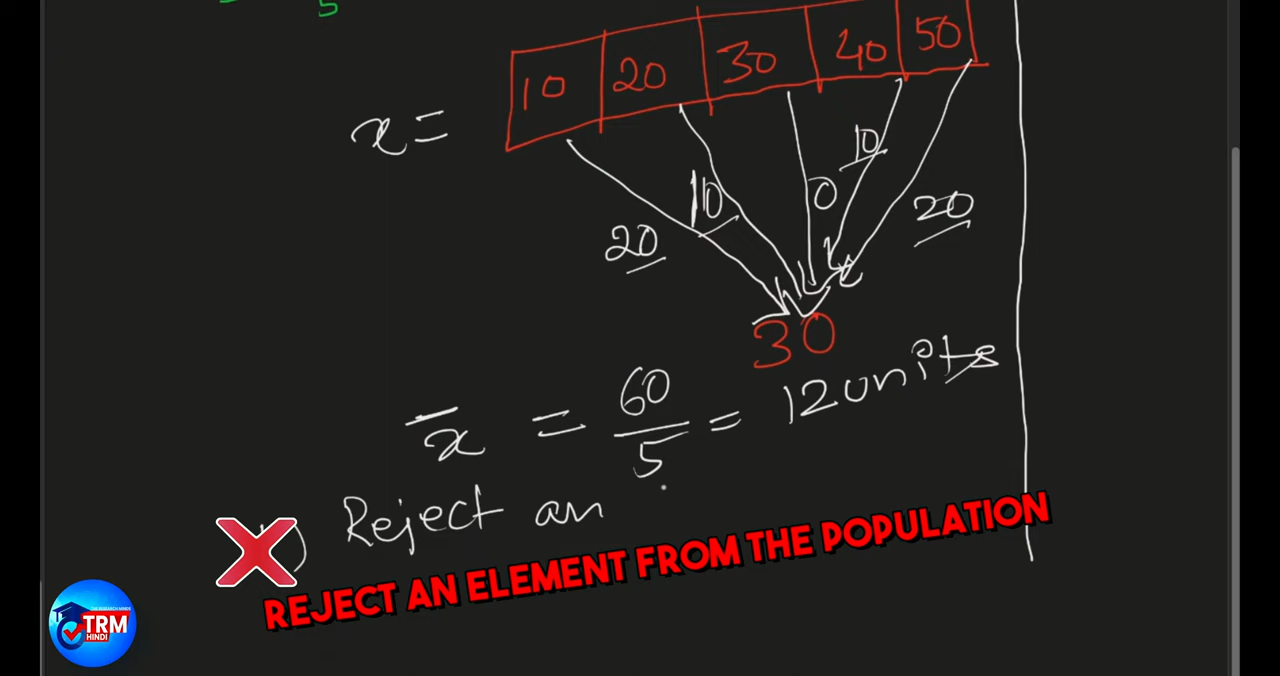 5
10 20 30 40 50
x =
20 10 0 10 20
30
x̄ = 60/5 = 12 units
) Reject an
REJECT AN ELEMENT FROM THE POPULATION
TRM
HINDI